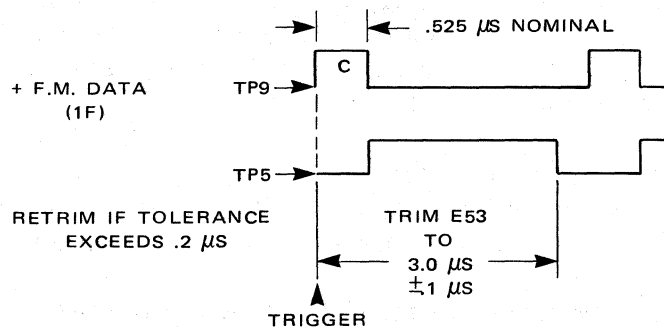 .525 µS NOMINAL
C
+ F.M. DATA
(1F)
TP9
TP5
RETRIM IF TOLERANCE
EXCEEDS .2 µS
TRIM E53
TO
3.0 µS
±.1 µS
TRIGGER